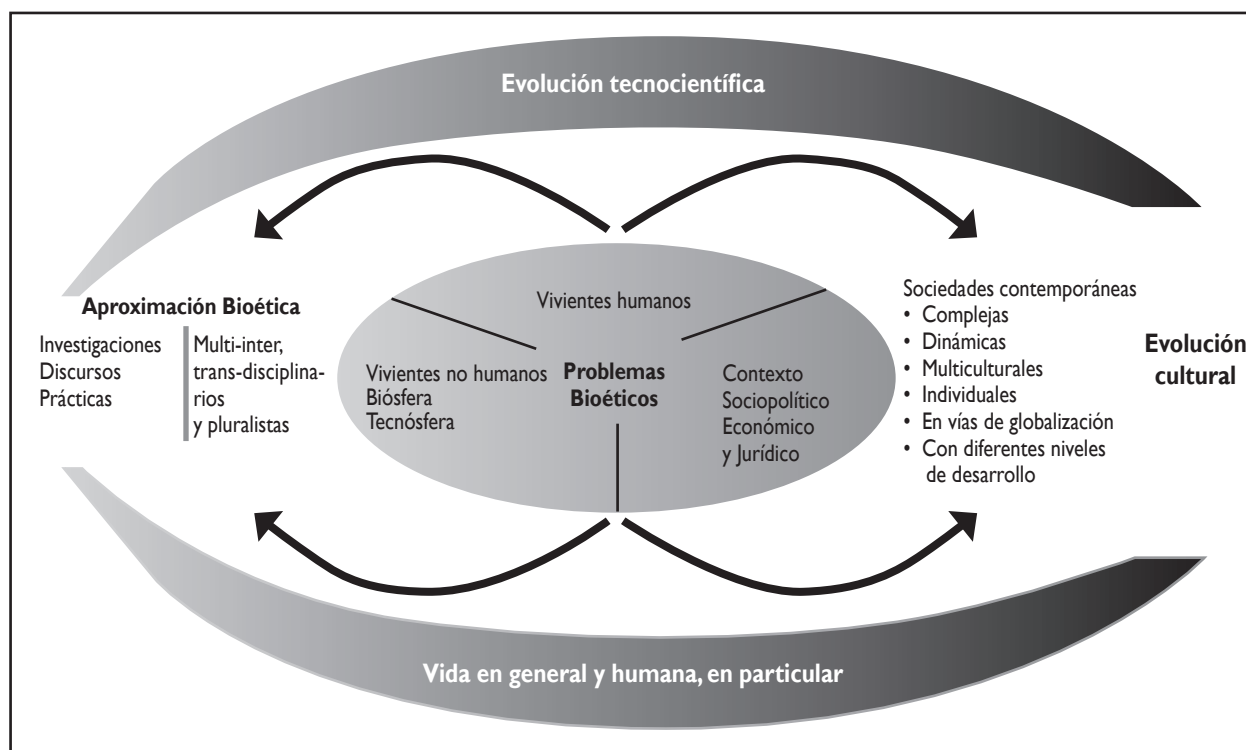 Evolución tecnocientífica
Aproximación Bioética
Investigaciones
Discursos
Prácticas
Multi-inter,
trans-disciplina-
rios
y pluralistas
Vivientes humanos
Vivientes no humanos
Biósfera
Tecnósfera
Problemas
Bioéticos
Contexto
Sociopolítico
Económico
y Jurídico
Sociedades contemporáneas
• Complejas
• Dinámicas
• Multiculturales
• Individuales
• En vías de globalización
• Con diferentes niveles
de desarrollo
Evolución
cultural
Vida en general y humana, en particular